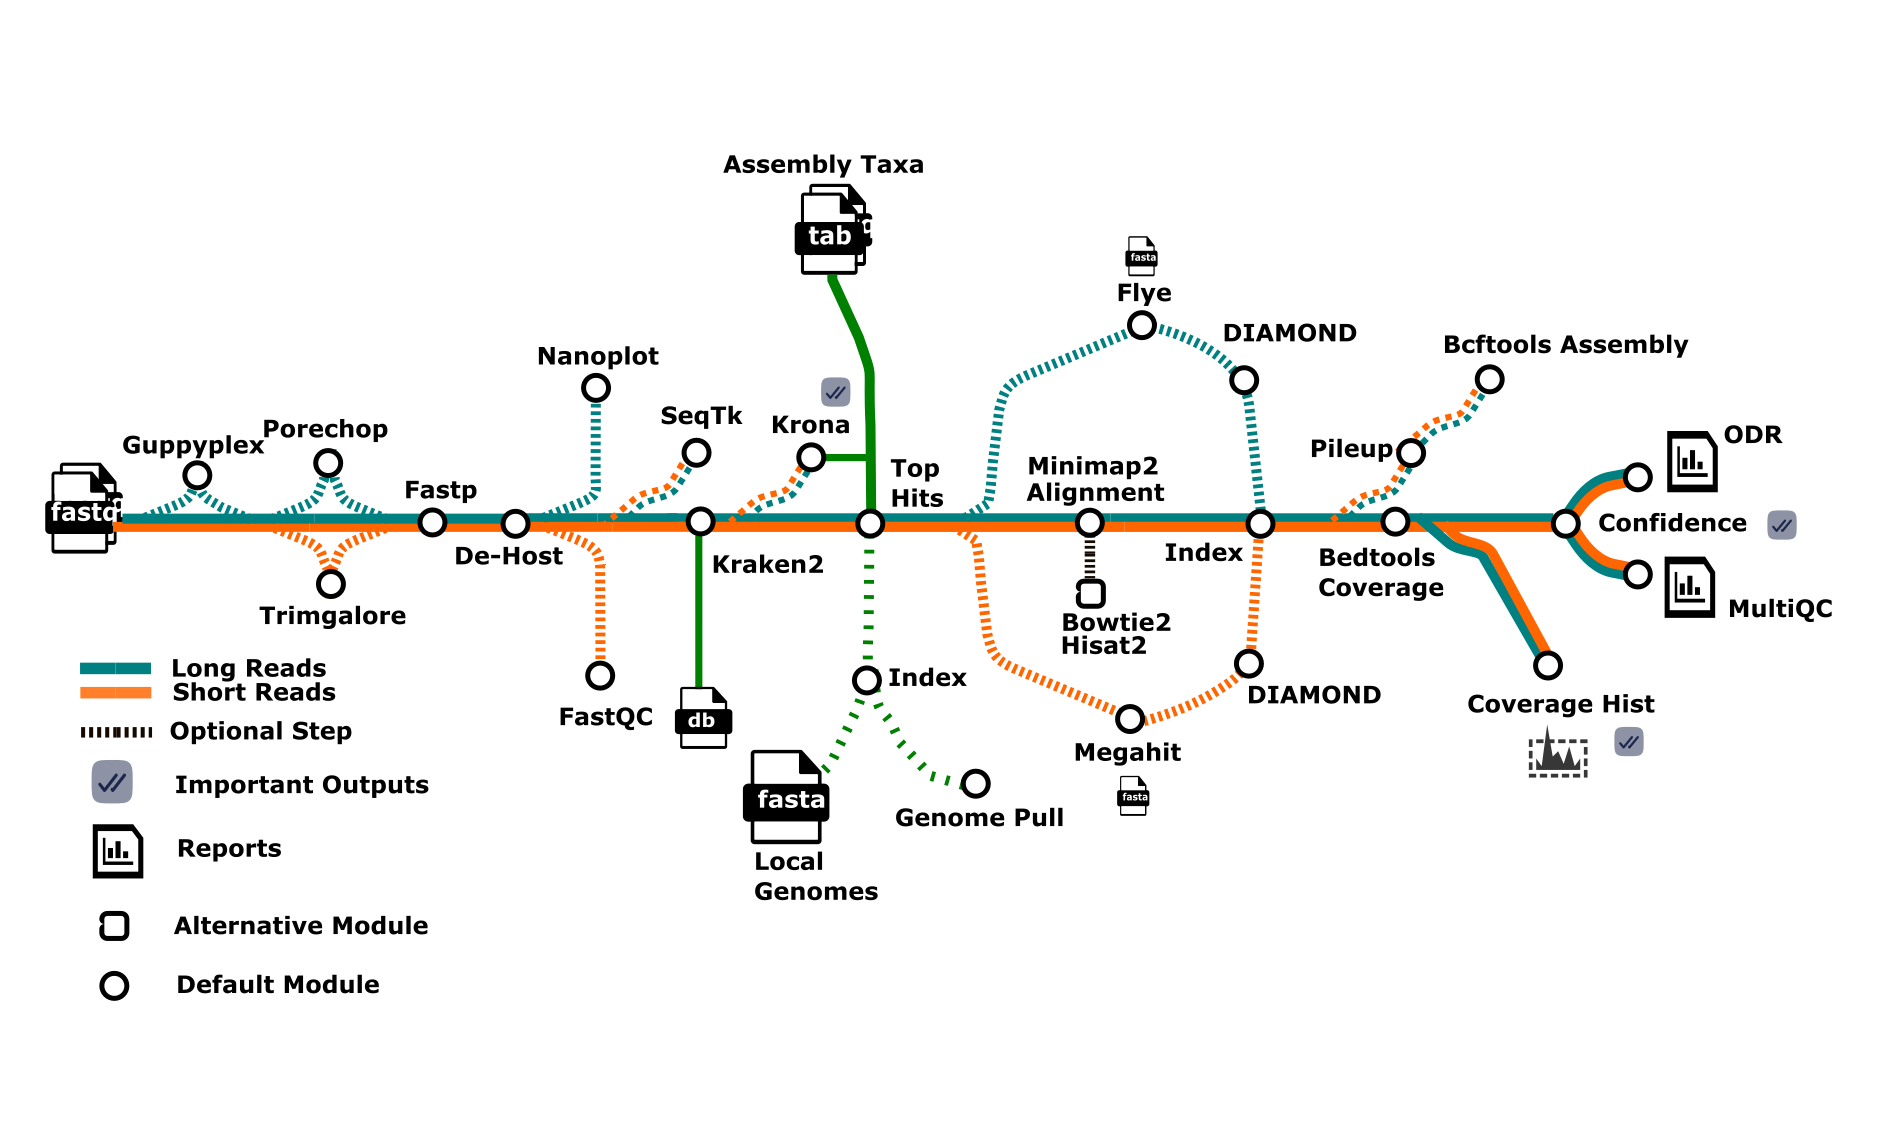 Assembly Taxa
tab
fasta
Flye
DIAMOND
Bcftools Assembly
Nanoplot
SeqTk
Krona
Guppyplex
Porechop
Fastp
fastq
De-Host
Trimgalore
FastQC
Kraken2
db
Top
Hits
Minimap2
Alignment
Bowtie2
Hisat2
Index
Pileup
Bedtools
Coverage
ODR
Confidence
MultiQC
Coverage Hist
Index
DIAMOND
Megahit
fasta
fasta
Local
Genomes
Genome Pull
Long Reads
Short Reads
Optional Step
Important Outputs
Reports
Alternative Module
Default Module